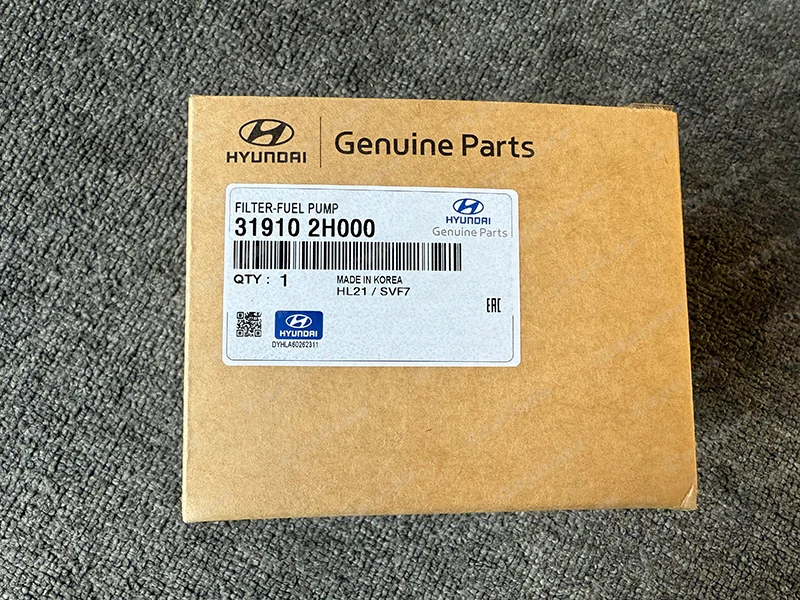 HYUNDAI
Genuine Parts
FILTER-FUEL PUMP
31910 2H000
HYUNDAI
Genuine Parts
QTY : 1
MADE IN KOREA
HL21 / SVF7
EAC
HYUNDAI
DYHLA60262311